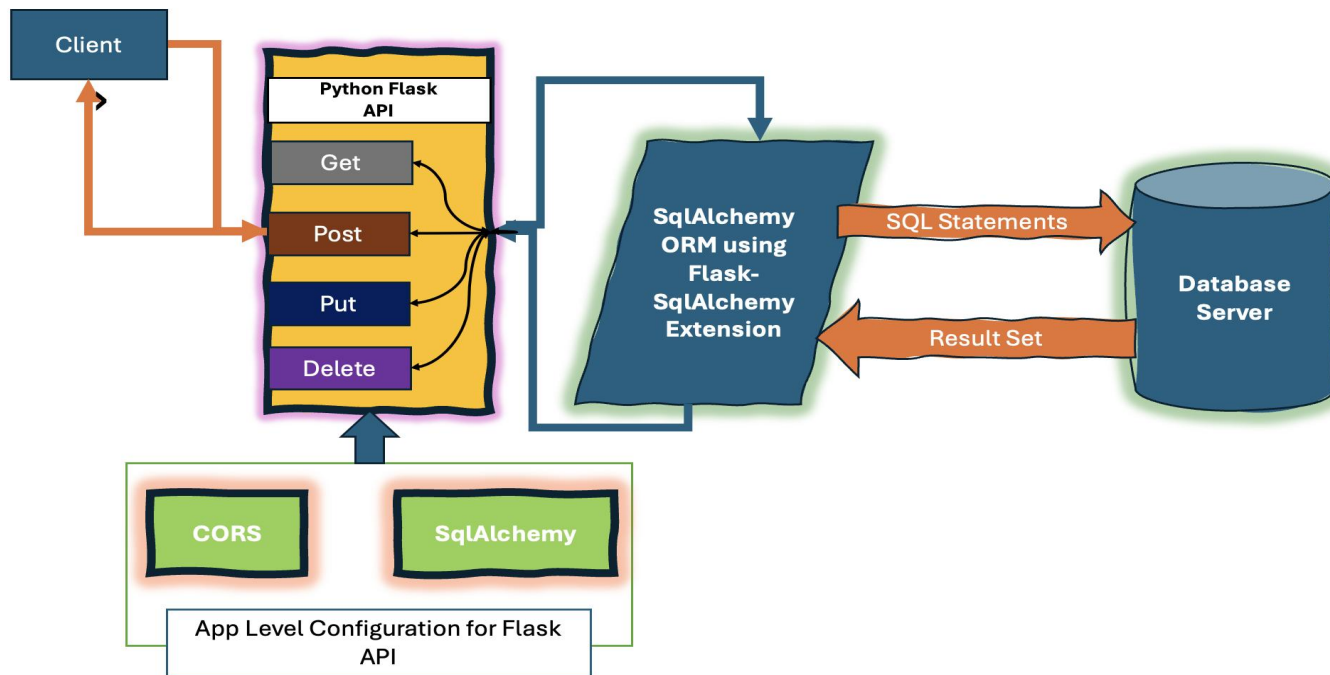 Client
Python Flask
API
Get
Post
Put
Delete
SqlAlchemy
ORM using
Flask-
SqlAlchemy
Extension
SQL Statements
Result Set
Database
Server
CORS
SqlAlchemy
App Level Configuration for Flask
API